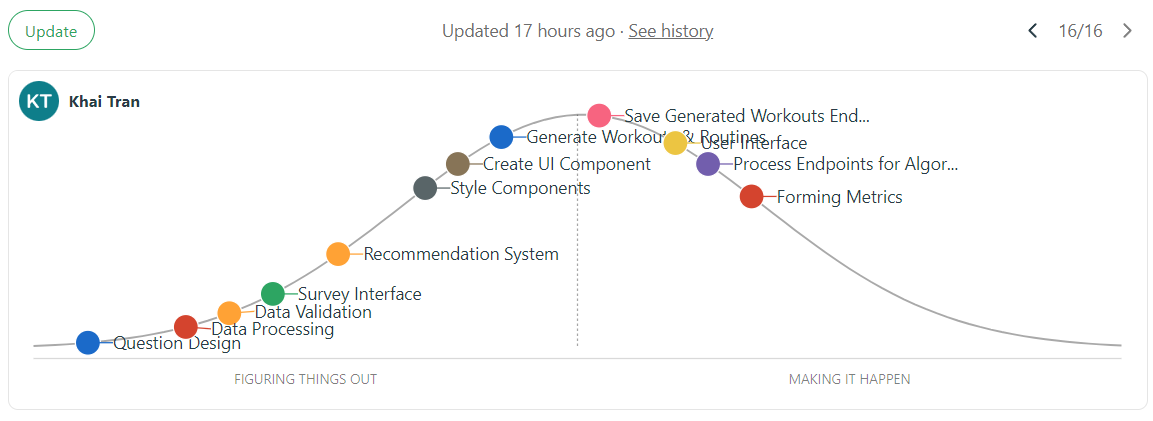 Update
Updated 17 hours ago · See history
16/16
KT
Khai Tran
Save Generated Workouts End...
Generate Workouts & Routines
User Interface
Create UI Component
Process Endpoints for Algor...
Style Components
Forming Metrics
Recommendation System
Survey Interface
Data Validation
Data Processing
Question Design
FIGURING THINGS OUT
MAKING IT HAPPEN